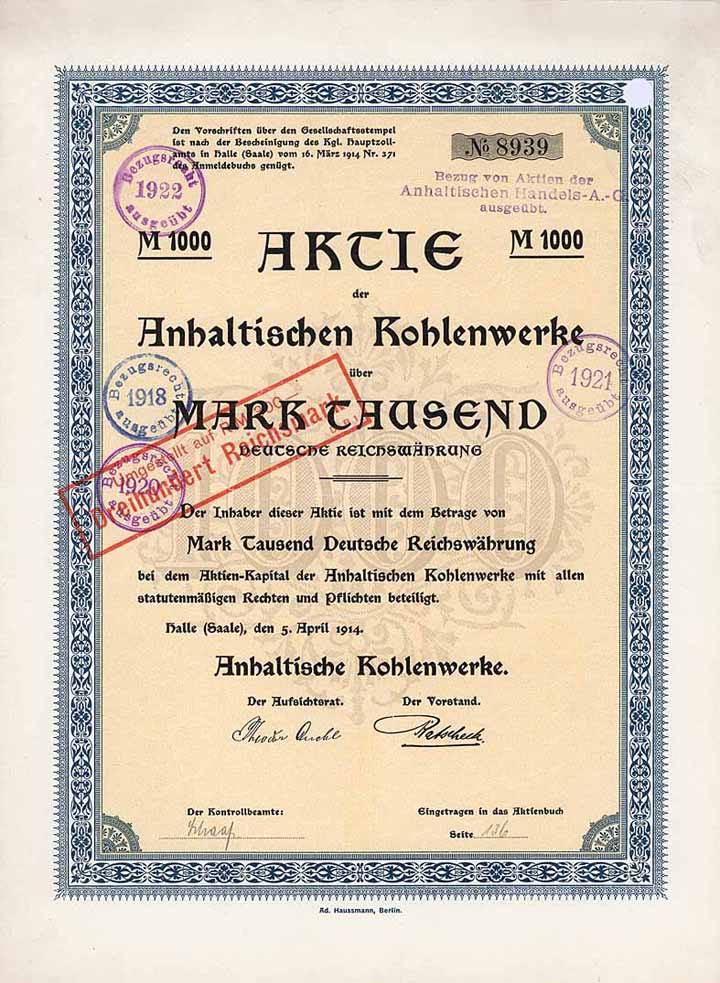 Den Vorschriften über den Gesellschaftsstempel
ist nach der Bescheinigung des Kgl. Hauptzoll-
amts in Halle (Saale) vom 16. März 1914 Nr. 271
des Anmeldebuchs genügt.
No 8939
Bezug von Aktien der
Anhaltischen Handels-A.-G.
ausgeübt.
Bezugsrecht
1922
ausgeübt
M 1000
AKTIE
M 1000
der
Anhaltischen Kohlenwerke
über
Bezugsrecht
1921
ausgeübt
Bezugsrecht
1918
ausgeübt
MARK TAUSEND
DEUTSCHE REICHSWÄHRUNG
Umgestellt auf
Dreihundert Reichsmark
Bezugsrecht
1920
ausgeübt
1000
Der Inhaber dieser Aktie ist mit dem Betrage von
Mark Tausend Deutsche Reichswährung
bei dem Aktien-Kapital der Anhaltischen Kohlenwerke mit allen
statutenmäßigen Rechten und Pflichten beteiligt.
Halle (Saale), den 5. April 1914.
Anhaltische Kohlenwerke.
Der Aufsichtsrat.
Der Vorstand.
Theodor
Der Kontrollbeamte:
Eingetragen in das Aktienbuch
Seite 136
Ad. Haussmann, Berlin.